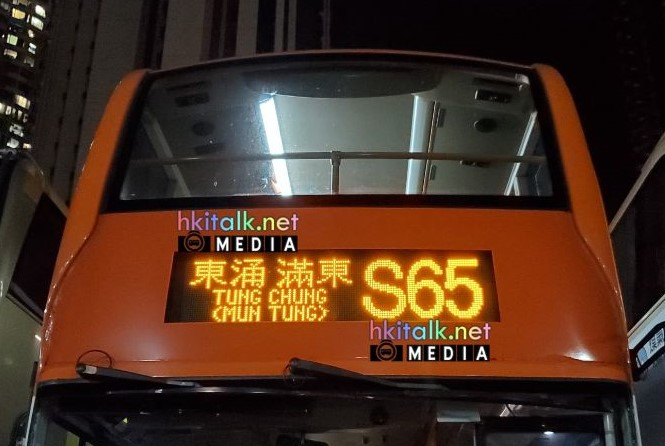 hkitalk.net
MEDIA
東涌 滿東
TUNG CHUNG
(MUN TUNG)
S65
hkitalk.net
MEDIA